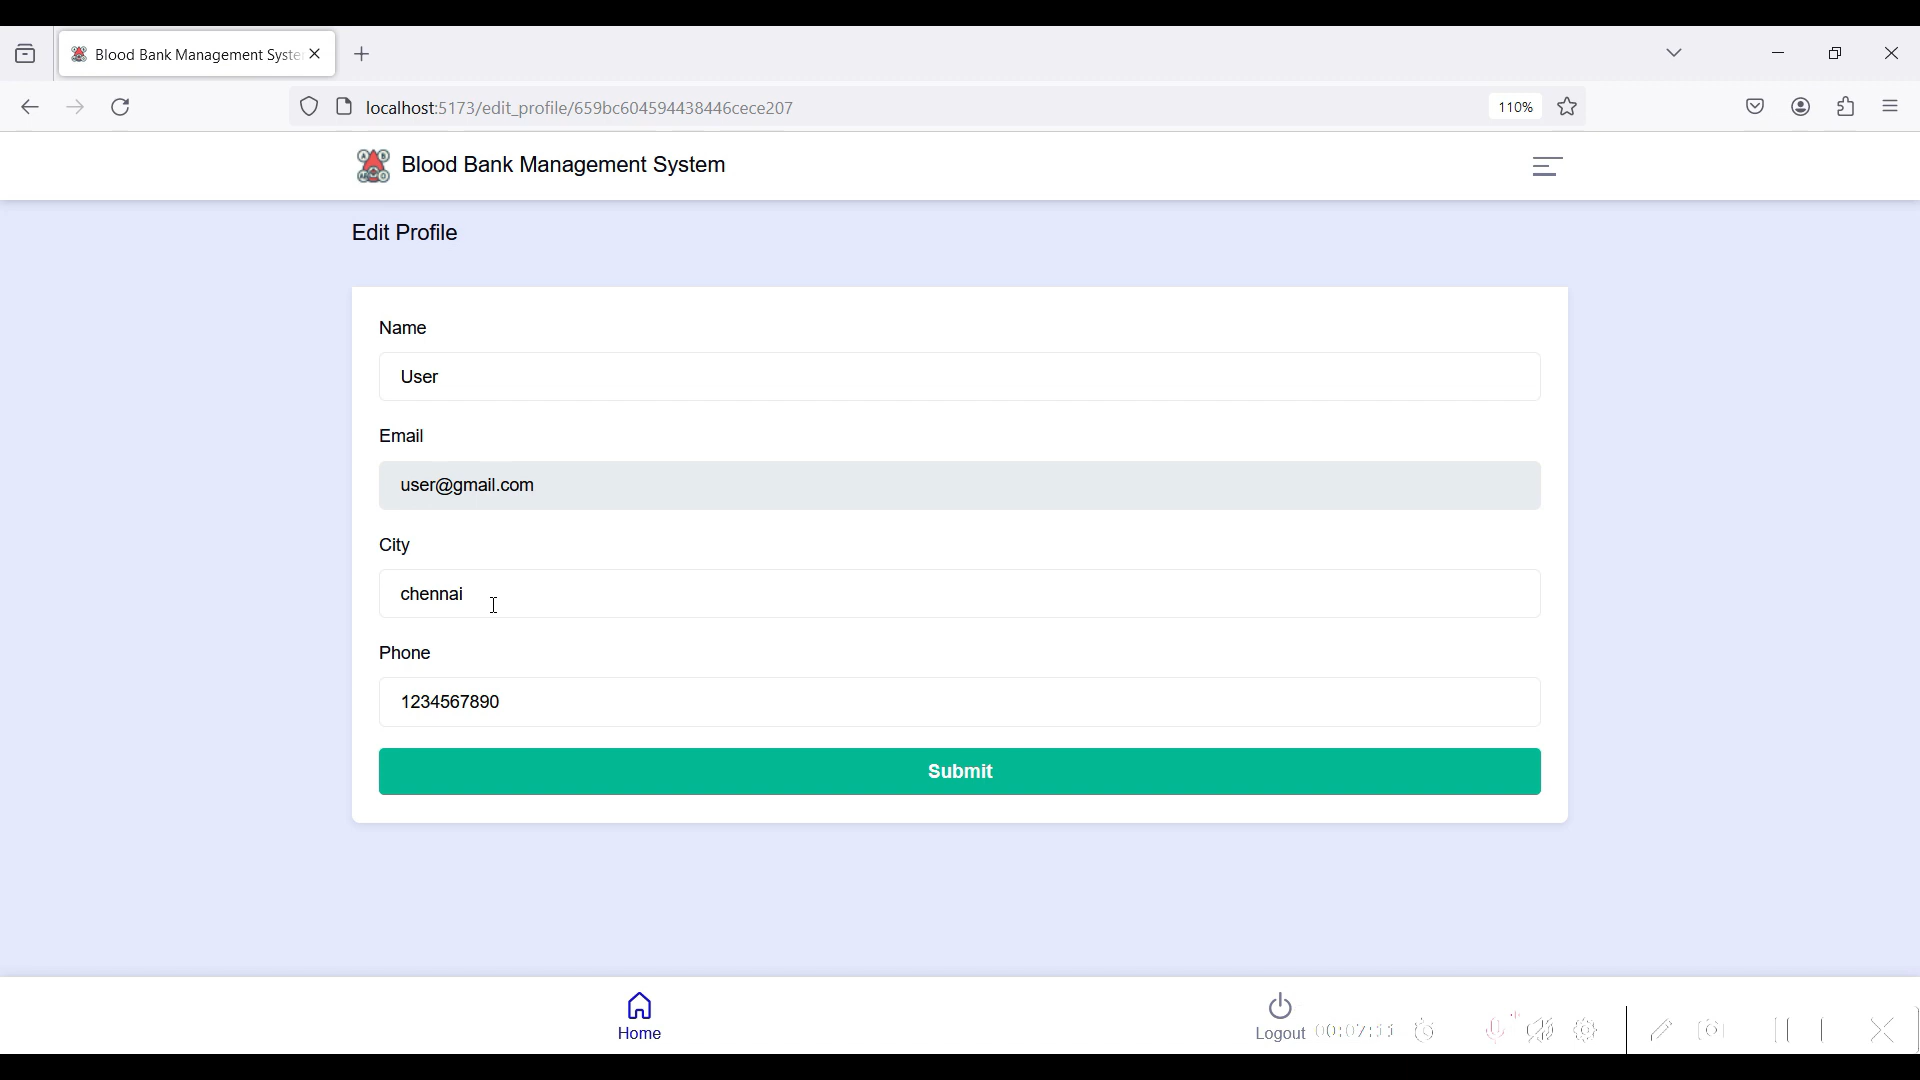 Blood Bank Management Syste
localhost:5173/edit_profile/659bc604594438446cece207
110%
Blood Bank Management System
Edit Profile
Name
User
Email
user@gmail.com
City
chennai
Phone
1234567890
Submit
Home
Logout